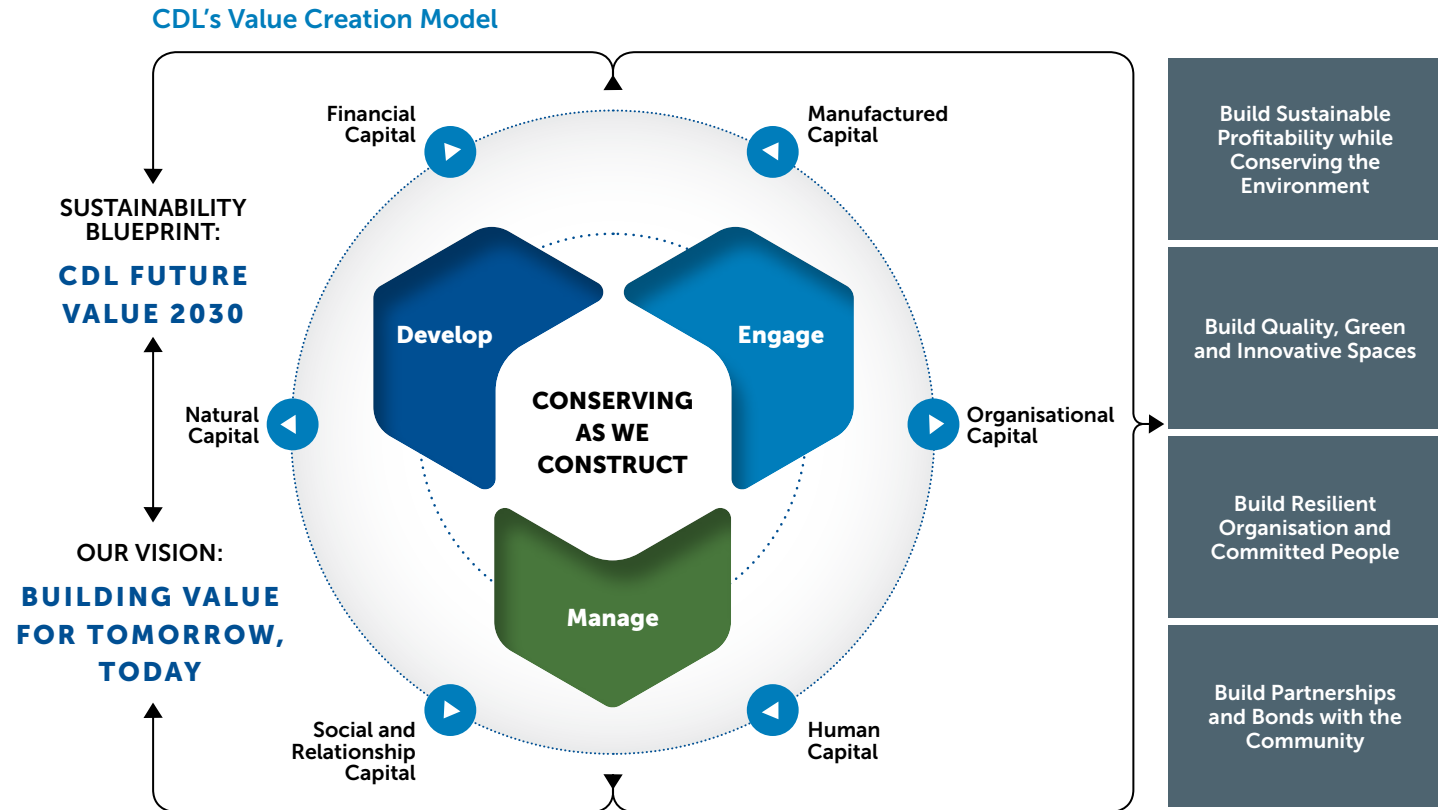 CDL's Value Creation Model
Financial
Capital
Manufactured
Capital
SUSTAINABILITY
BLUEPRINT:
CDL FUTURE
VALUE 2030
Develop
Engage
CONSERVING
AS WE
CONSTRUCT
Natural
Capital
Organisational
Capital
OUR VISION:
BUILDING VALUE
FOR TOMORROW,
TODAY
Manage
Social and
Relationship
Capital
Human
Capital
Build Sustainable
Profitability while
Conserving the
Environment
Build Quality, Green
and Innovative Spaces
Build Resilient
Organisation and
Committed People
Build Partnerships
and Bonds with the
Community